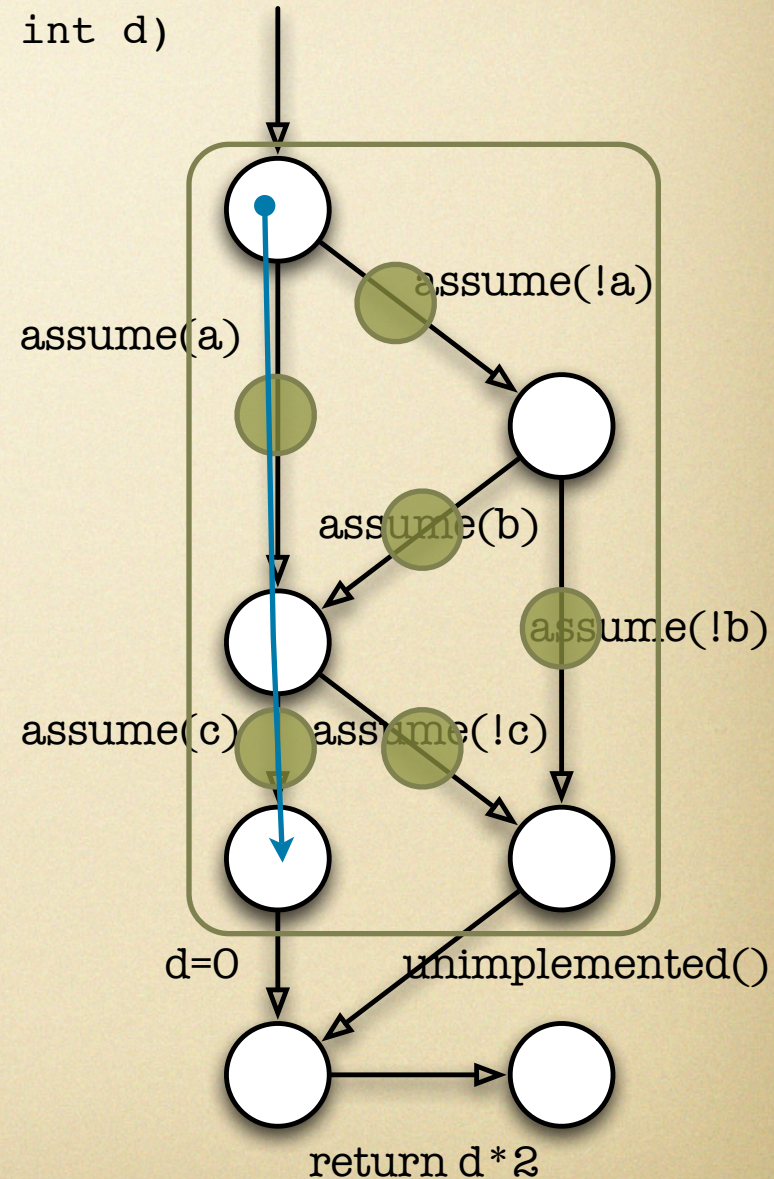 int d)
assume(!a)
assume(a)
assume(b)
assume(!b)
assume(c)
assume(!c)
d=0
unimplemented()
return d*2